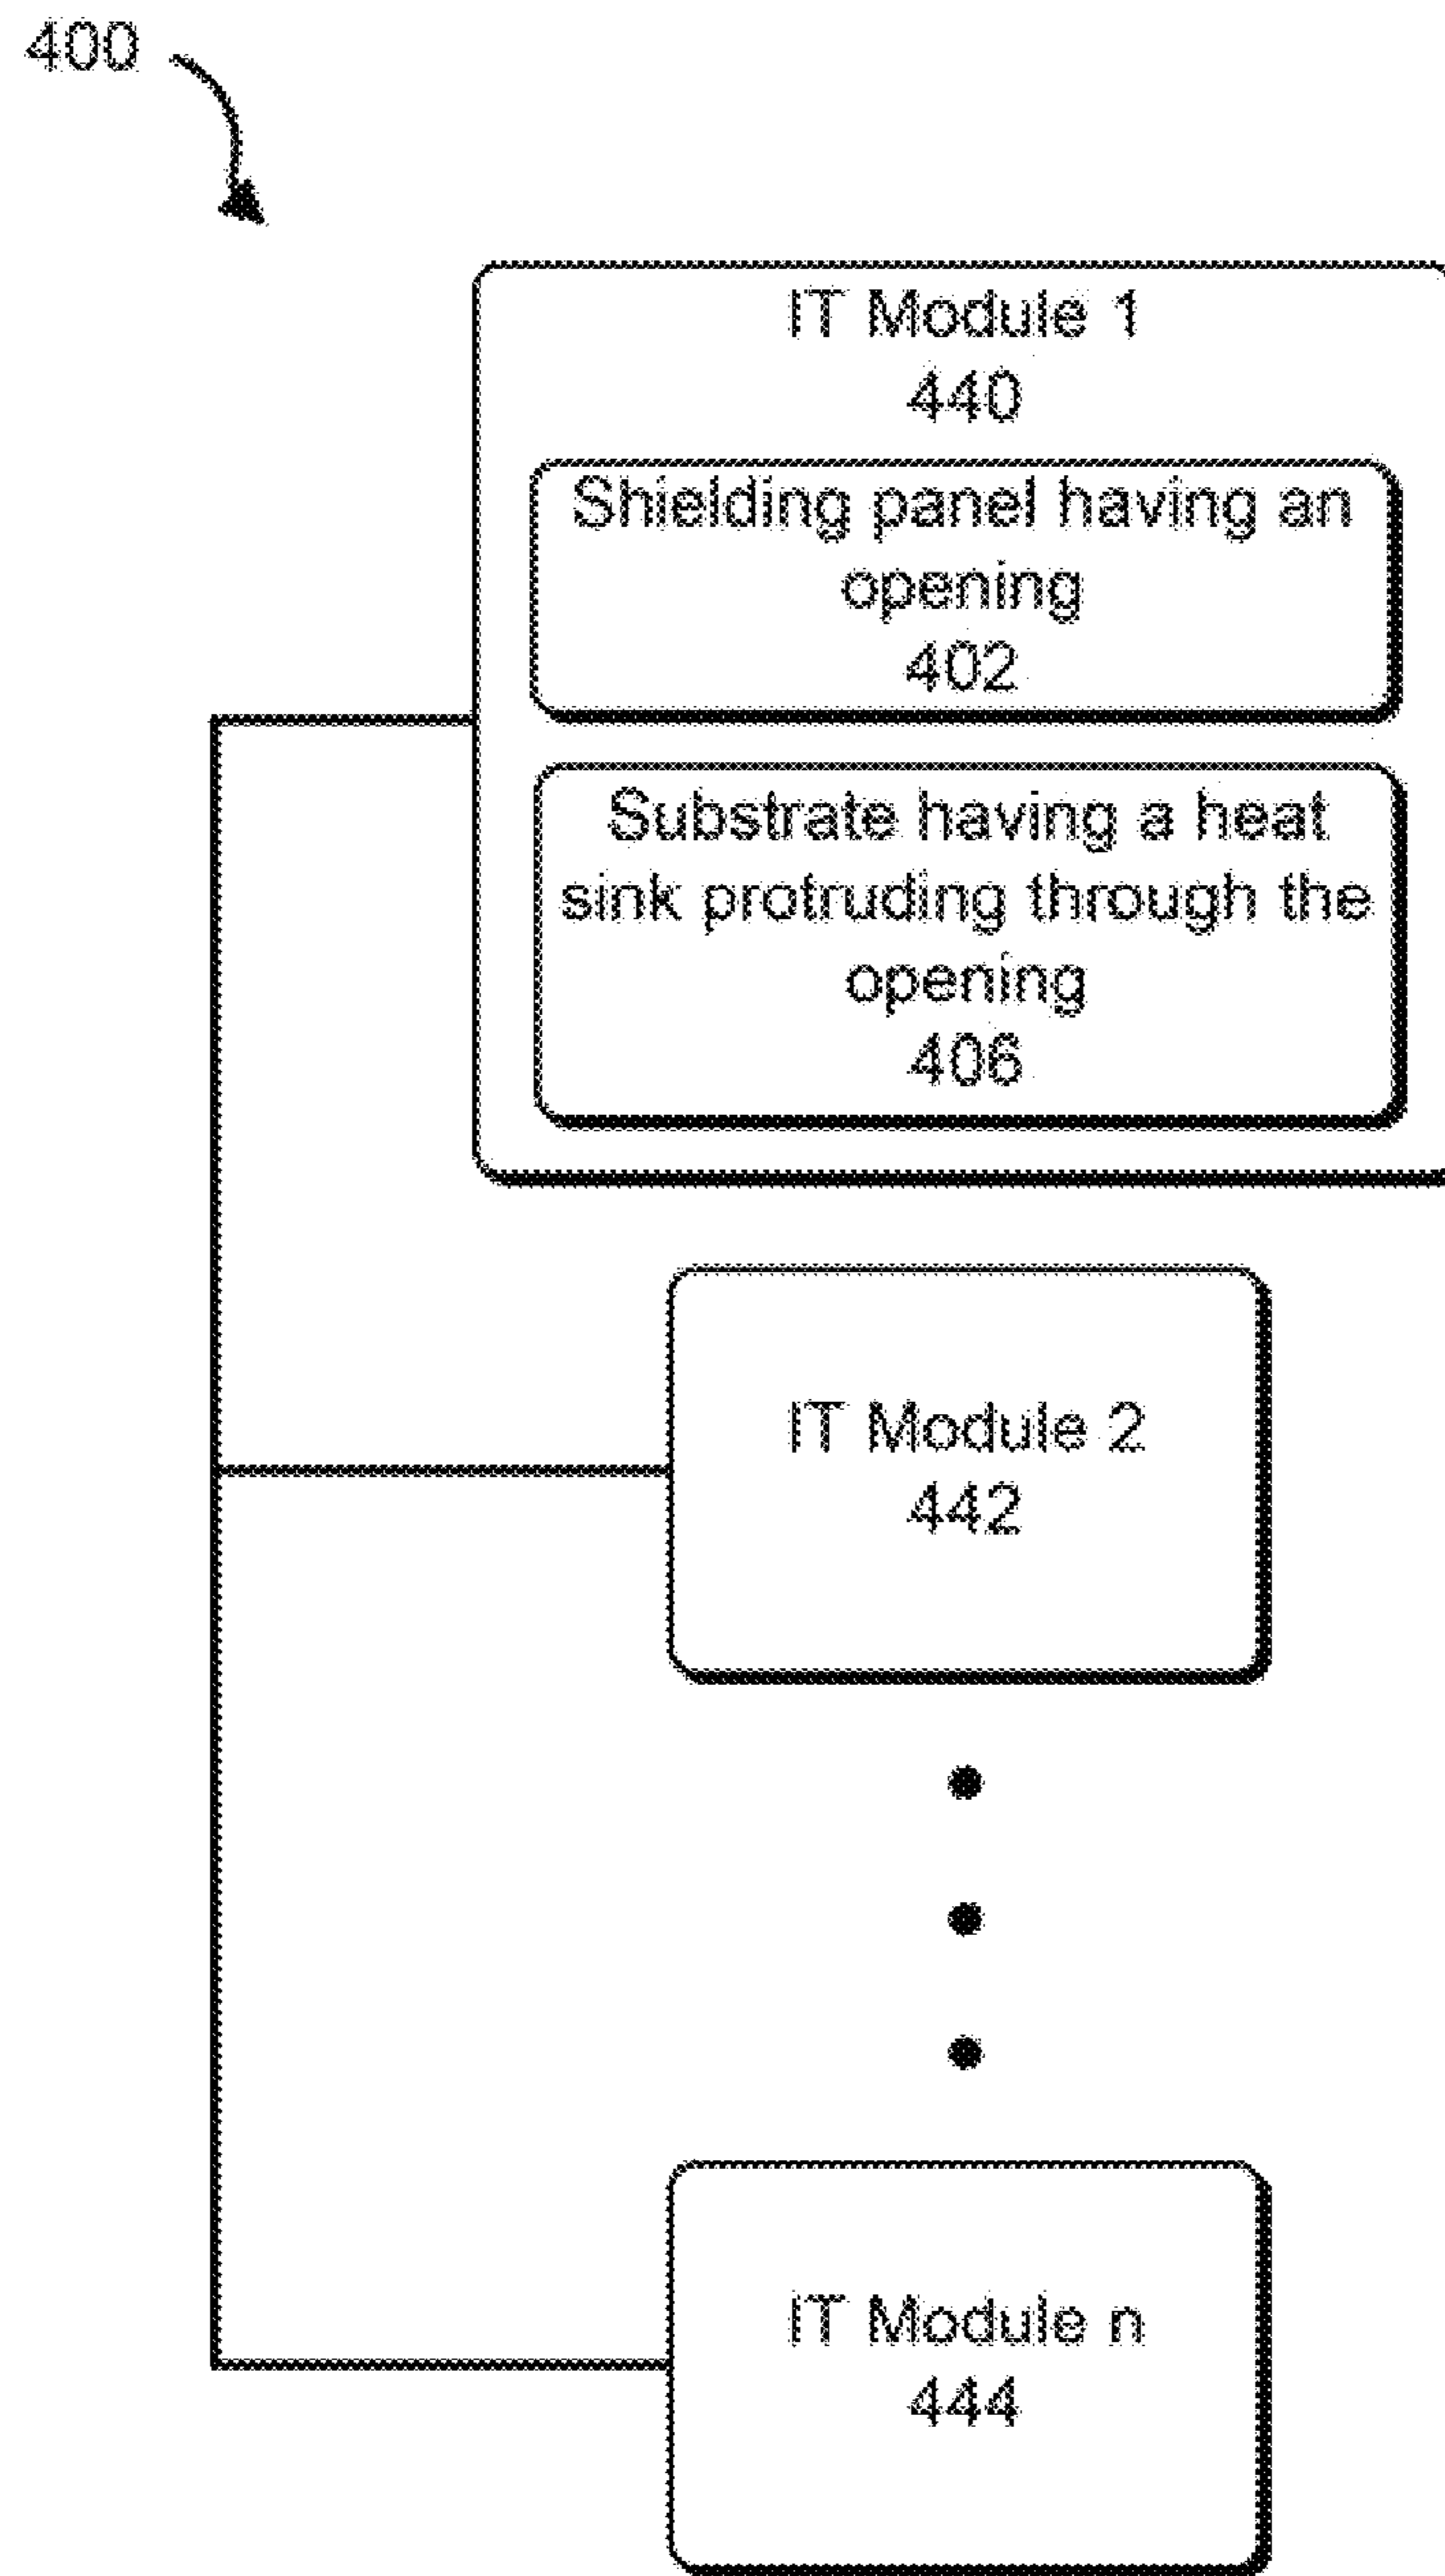 400
IT Module 1
440
Shielding panel having an
opening
402
Substrate having a heat
sink protruding through the
opening
406
IT Module 2
442
IT Module n
444